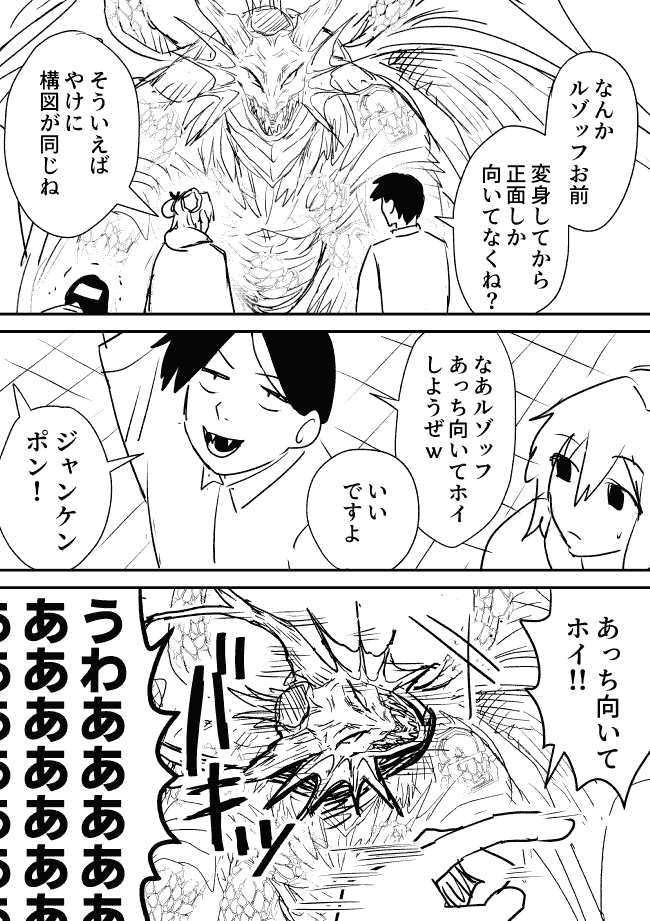 なんか
ルゾッフお前
変身してから
正面しか
向いてなくね？
そういえば
やけに
構図が同じね
なあルゾッフ
あっち向いてホイ
しようぜｗ
いい
ですよ
ジャンケン
ポン！
あっち向いて
ホイ!!
バキッ
うわああああ
ああああああ
ああああああ